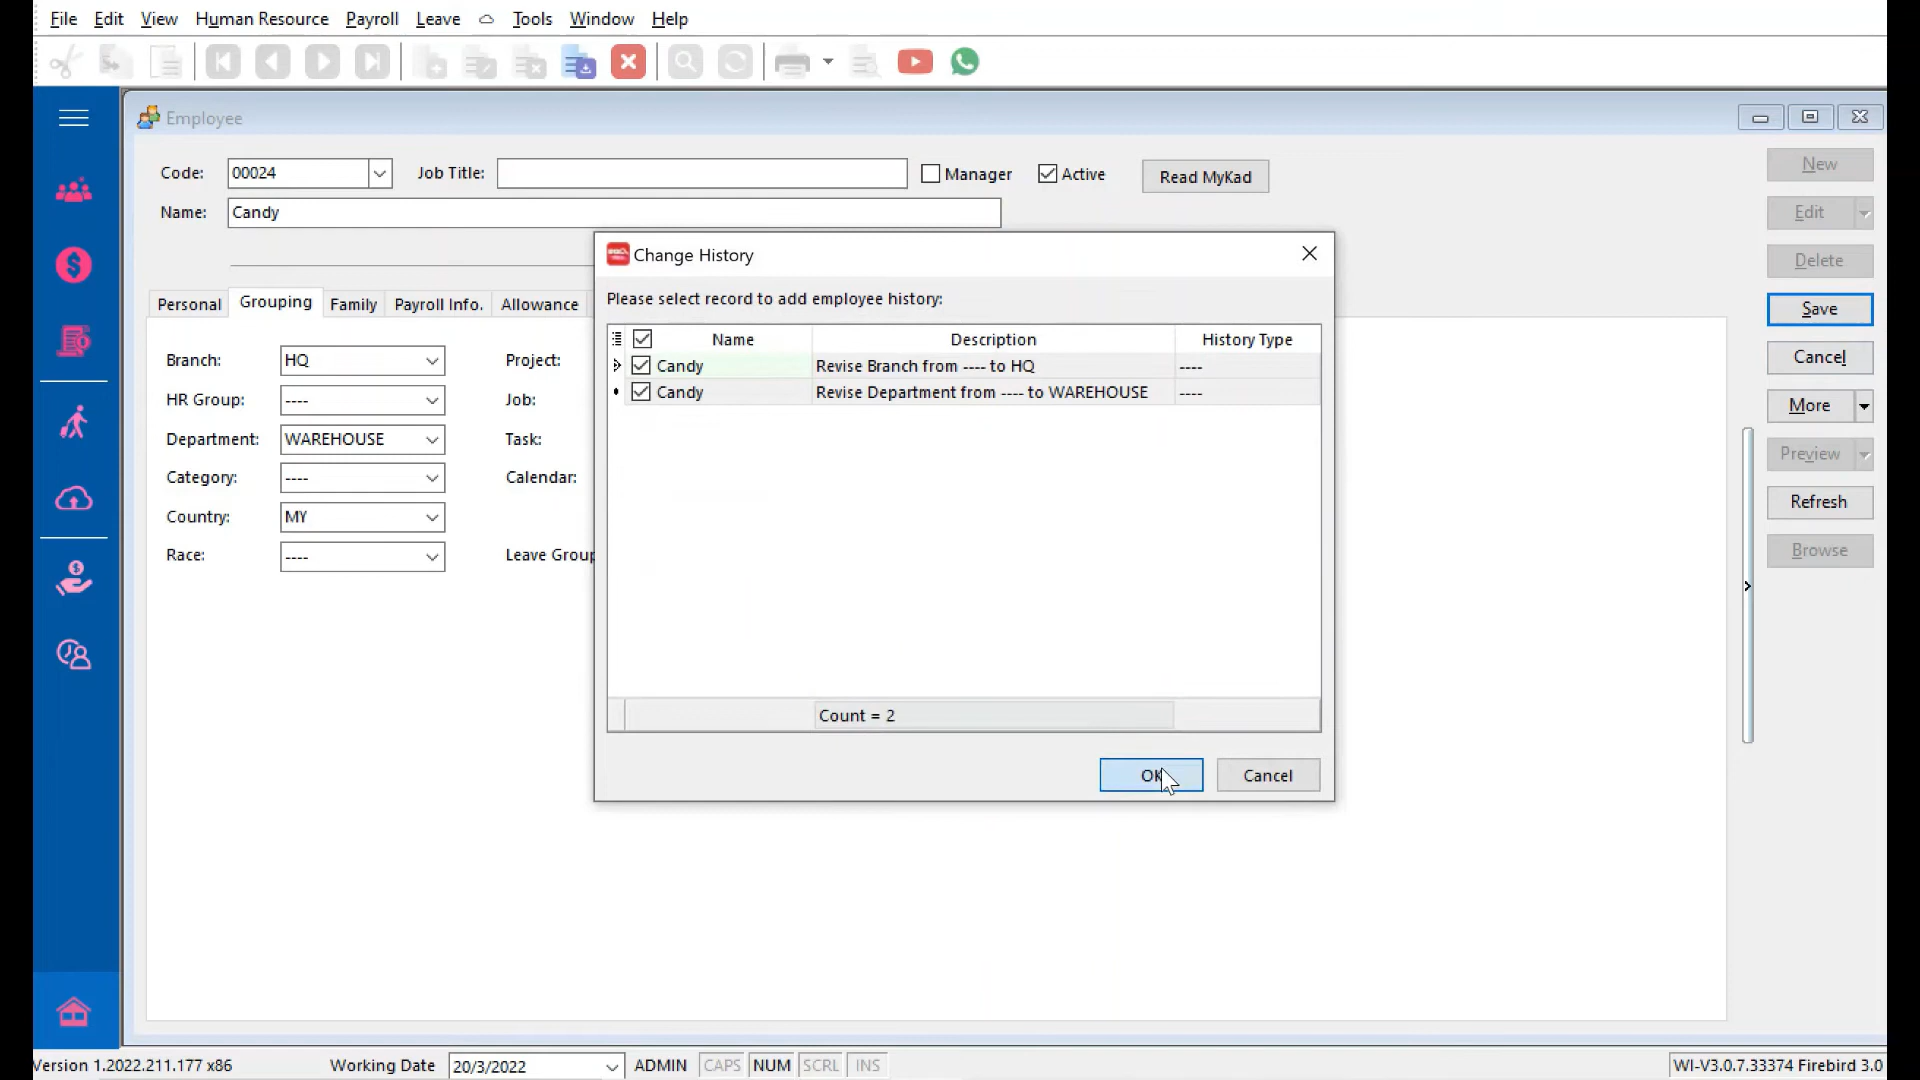 File Edit View Human Resource Payroll Leave Tools Window Help
Employee
Code: 00024 Job Title: Manager Active Read MyKad
Name: Candy
Personal Grouping Family Payroll Info. Allowance
Branch: HQ Project:
HR Group: ---- Job:
Department: WAREHOUSE Task:
Category: ---- Calendar:
Country: MY
Race: ---- Leave Group
Change History
Please select record to add employee history:
Name Description History Type
Candy Revise Branch from ---- to HQ ----
Candy Revise Department from ---- to WAREHOUSE ----
Count = 2
OK Cancel
New
Edit
Delete
Save
Cancel
More
Preview
Refresh
Browse
Version 1.2022.211.177 x86 Working Date 20/3/2022 ADMIN CAPS NUM SCRL INS WI-V3.0.7.33374 Firebird 3.0